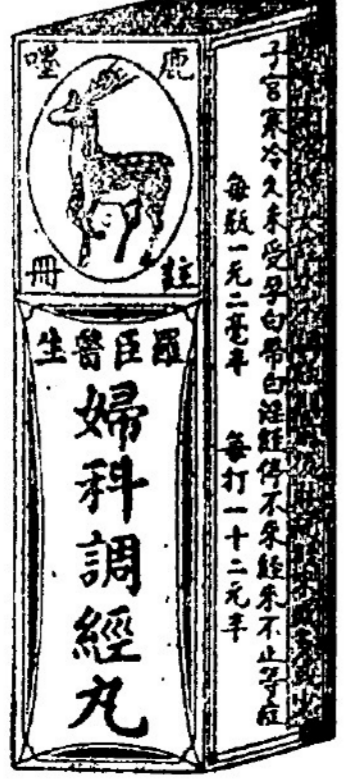 鹿嘜
註冊
羅臣醫生
婦科調經丸
子宮寒冷久未受孕白帶白淫經停不來經來不止等症
每瓶一元二毫半
每打一十二元半